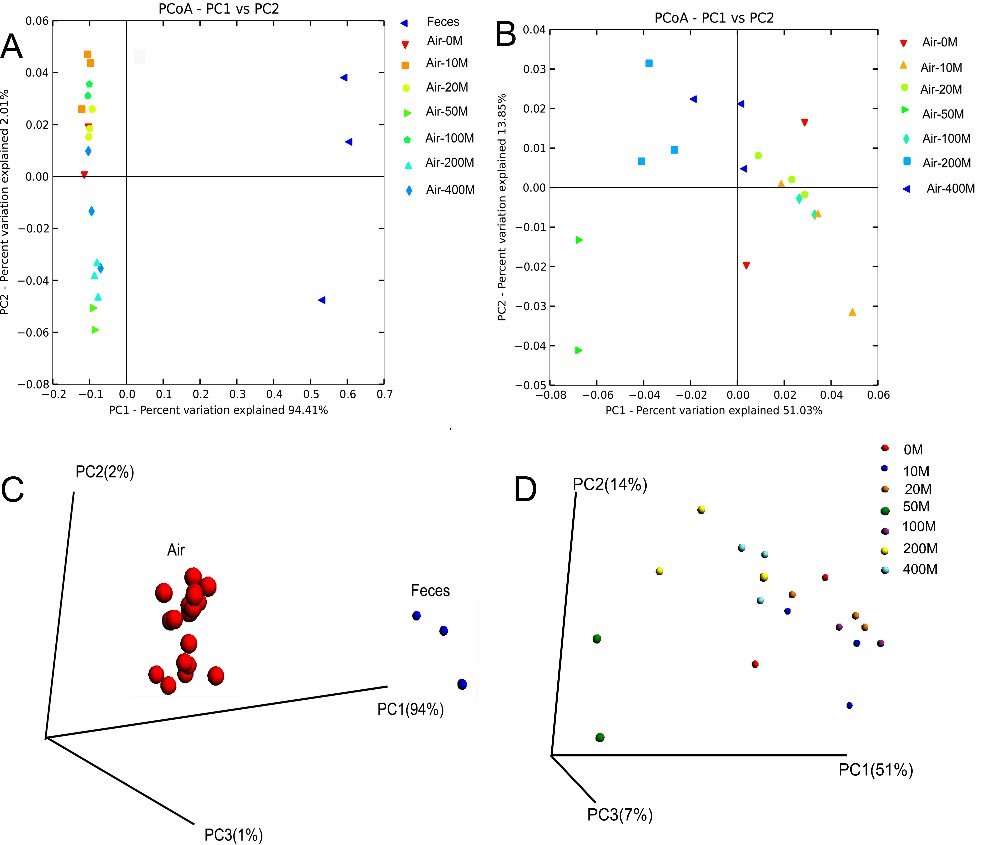 A
PCoA - PC1 vs PC2
0.06
0.04
0.02
0.00
−0.02
−0.04
−0.06
−0.08
PC2 - Percent variation explained 2.01%
−0.2 −0.1 0.0 0.1 0.2 0.3 0.4 0.5 0.6 0.7
PC1 - Percent variation explained 94.41%
Feces
Air-0M
Air-10M
Air-20M
Air-50M
Air-100M
Air-200M
Air-400M
B
PCoA - PC1 vs PC2
0.04
0.03
0.02
0.01
0.00
−0.01
−0.02
−0.03
−0.04
−0.05
PC2 - Percent variation explained 13.85%
−0.08 −0.06 −0.04 −0.02 0.00 0.02 0.04 0.06
PC1 - Percent variation explained 51.03%
Air-0M
Air-10M
Air-20M
Air-50M
Air-100M
Air-200M
Air-400M
C
PC2(2%)
Air
Feces
PC1(94%)
PC3(1%)
D
PC2(14%)
PC1(51%)
PC3(7%)
0M
10M
20M
50M
100M
200M
400M